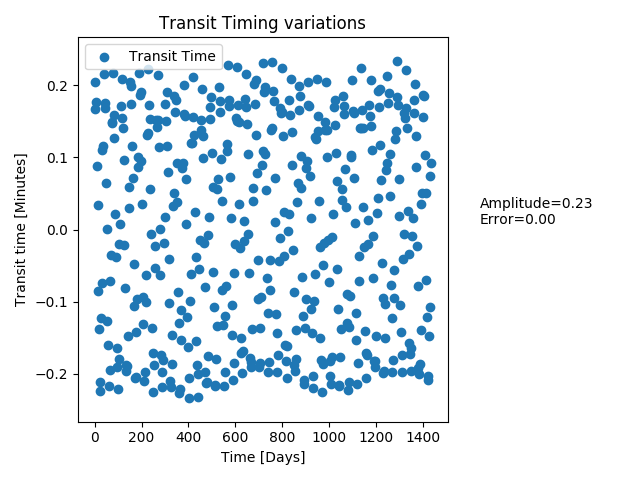 Transit Timing variations
Transit Time
Transit time [Minutes]
0.2
0.1
0.0
−0.1
−0.2
0 200 400 600 800 1000 1200 1400
Time [Days]
Amplitude=0.23
Error=0.00